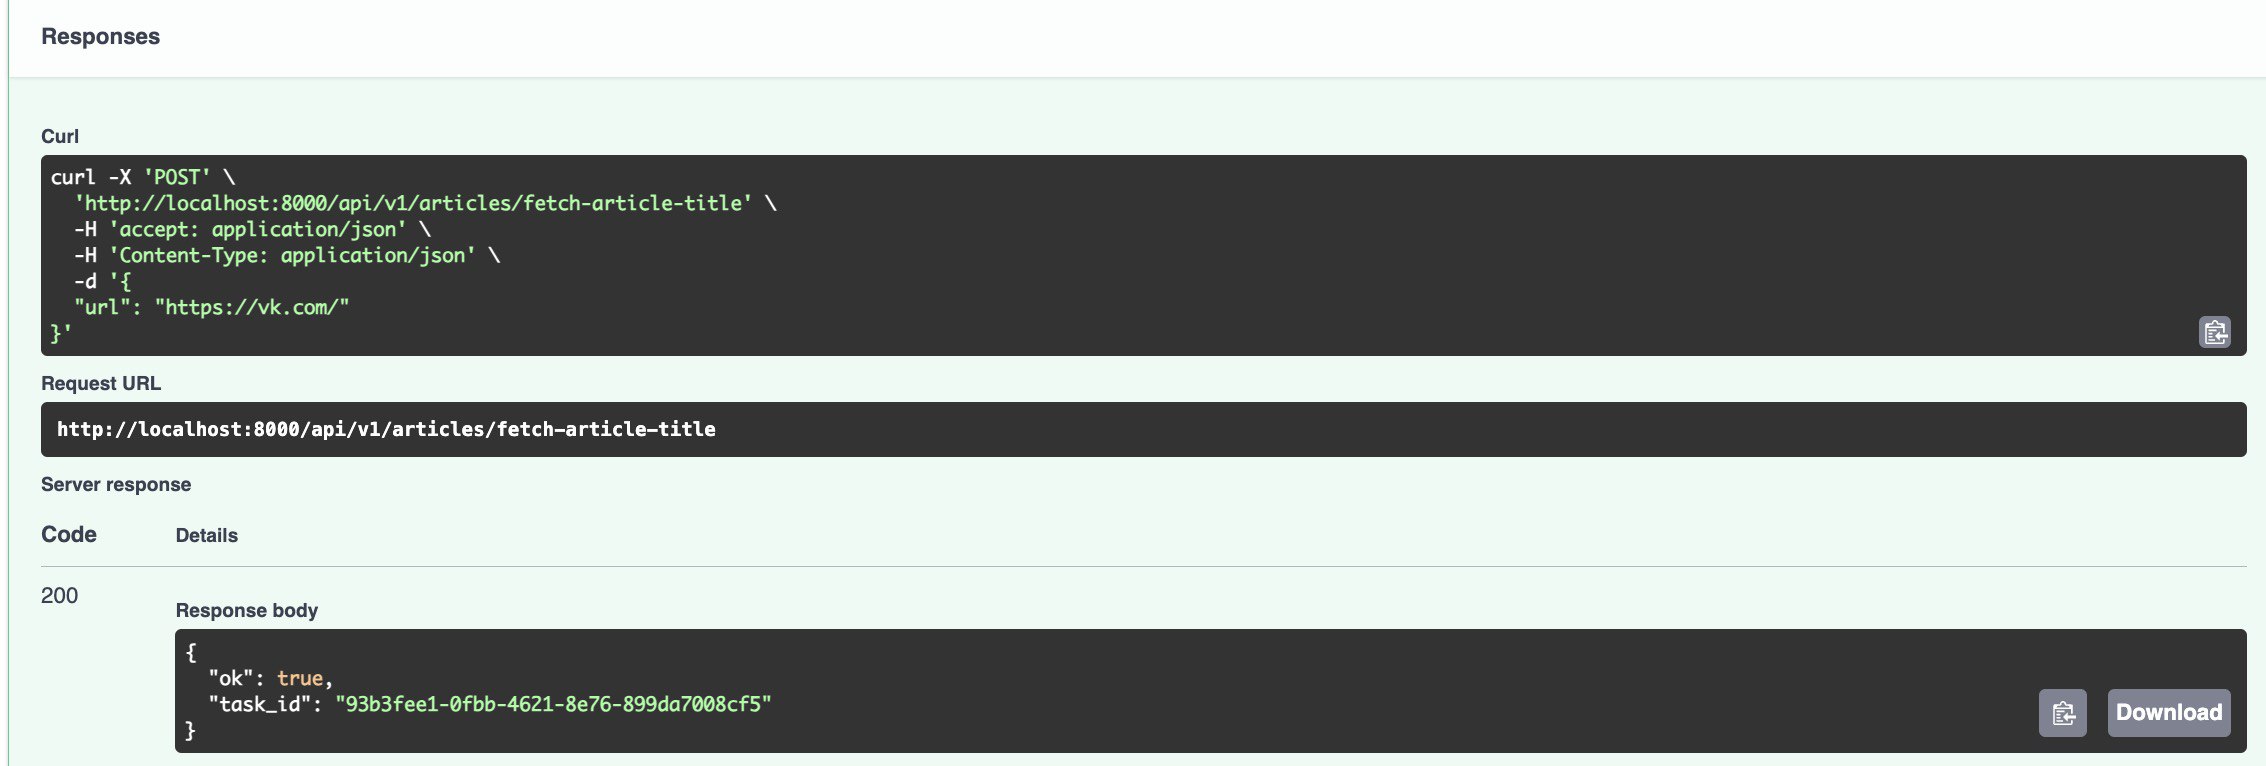 Responses
Curl
curl -X 'POST' \
  'http://localhost:8000/api/v1/articles/fetch-article-title' \
  -H 'accept: application/json' \
  -H 'Content-Type: application/json' \
  -d '{
  "url": "https://vk.com/"
}'
Request URL
http://localhost:8000/api/v1/articles/fetch-article-title
Server response
Code Details
200
Response body
{
  "ok": true,
  "task_id": "93b3fee1-0fbb-4621-8e76-899da7008cf5"
}
Download